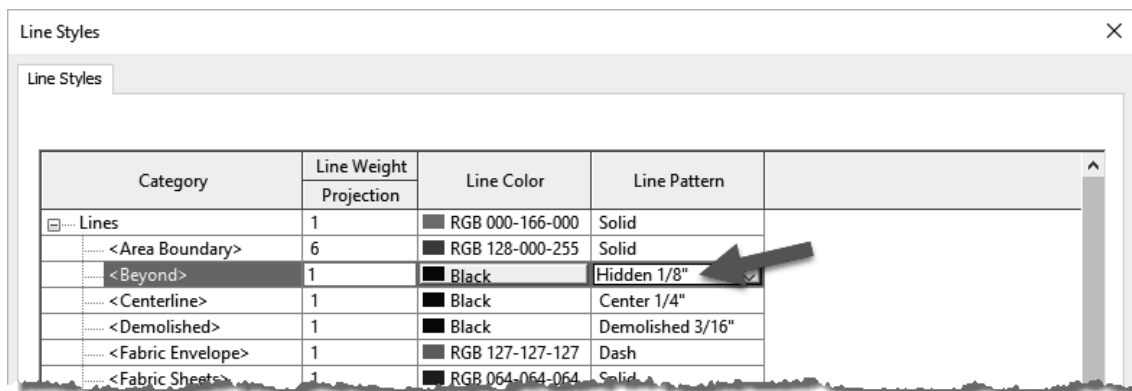 Line Styles
Line Styles
Category Line Weight Line Color Line Pattern
Projection
Lines 1 RGB 000-166-000 Solid
<Area Boundary> 6 RGB 128-000-255 Solid
<Beyond> 1 Black Hidden 1/8"
<Centerline> 1 Black Center 1/4"
<Demolished> 1 Black Demolished 3/16"
<Fabric Envelope> 1 RGB 127-127-127 Dash
<Fabric Sheets> 1 RGB 064-064-064 Solid